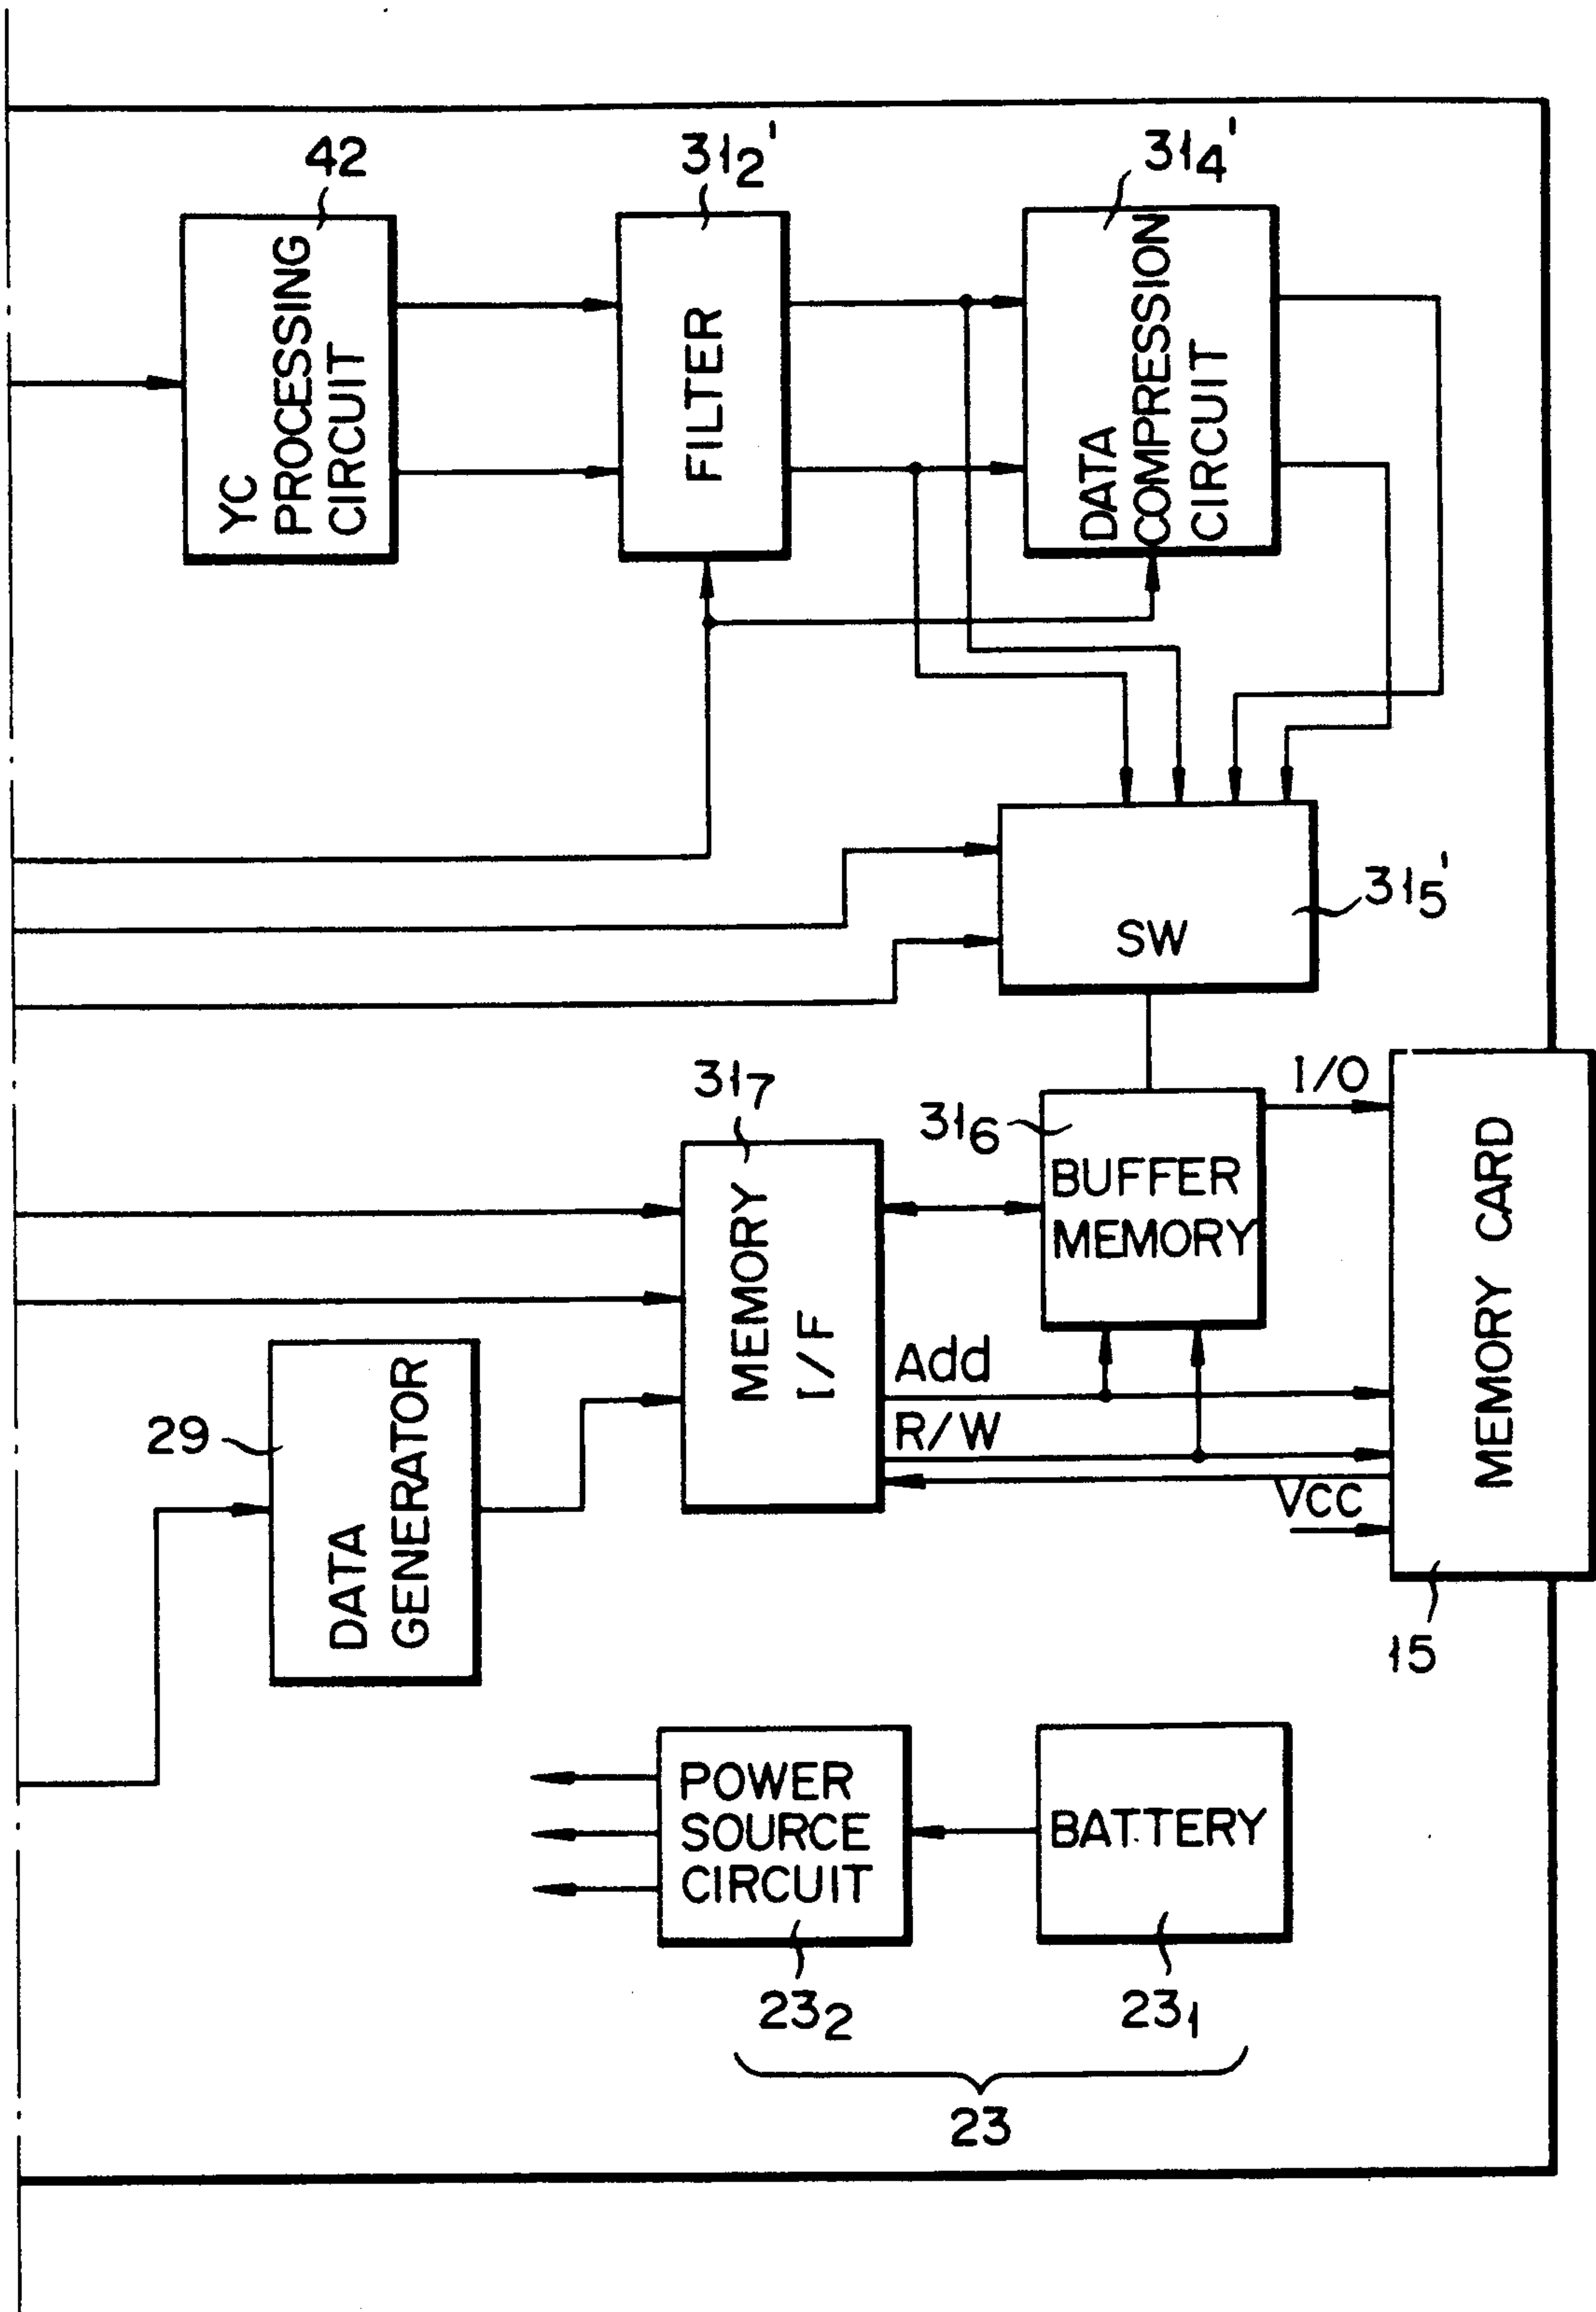 42
YC
PROCESSING
CIRCUIT
31₂'
FILTER
31₄'
DATA
COMPRESSION
CIRCUIT
SW
31₅'
31₇
MEMORY
I/F
31₆
BUFFER
MEMORY
I/O
MEMORY CARD
Add
R/W
VCC
15
29
DATA
GENERATOR
POWER
SOURCE
CIRCUIT
BATTERY
23₂
23₁
23